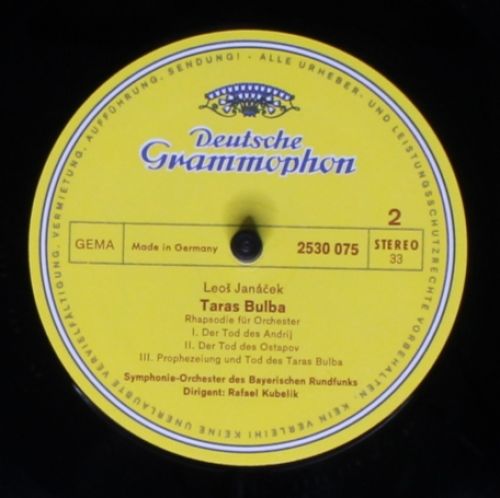 ALLE URHEBER- UND LEISTUNGSSCHUTZRECHTE VORBEHALTEN · KEIN VERLEIH! KEINE UNERLAUBTE VERVIELFÄLTIGUNG, VERMIETUNG, AUFFÜHRUNG, SENDUNG! -
Deutsche
Grammophon
2
GEMA Made in Germany 2530 075 STEREO
33
Leoš Janáček
Taras Bulba
Rhapsodie für Orchester
I. Der Tod des Andrij
II. Der Tod des Ostapov
III. Prophezeiung und Tod des Taras Bulba
Symphonie-Orchester des Bayerischen Rundfunks
Dirigent: Rafael Kubelik